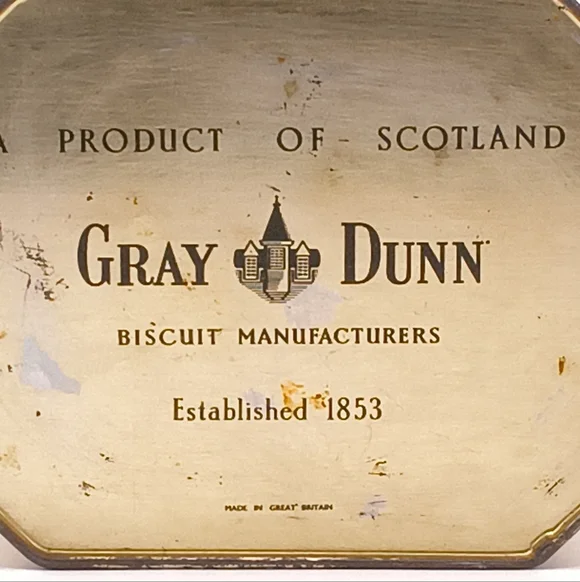 A PRODUCT OF SCOTLAND
GRAY DUNN
BISCUIT MANUFACTURERS
Established 1853
MADE IN GREAT BRITAIN